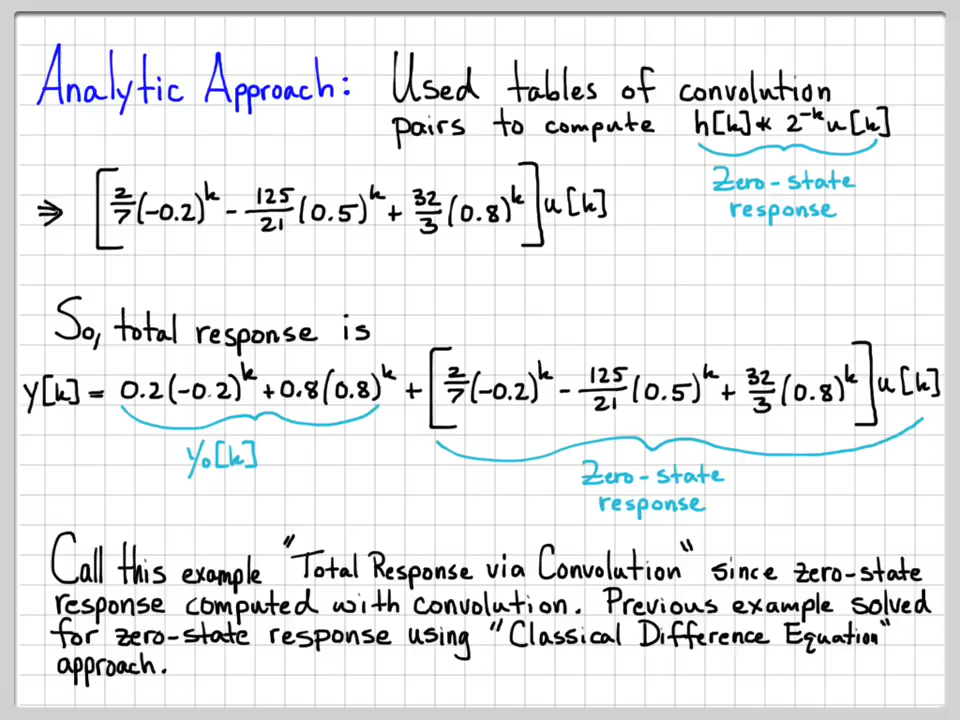 Analytic Approach: Used tables of convolution
pairs to compute h[k] * 2^-k u[k]
Zero-state
response
⇒ [2/7(-0.2)^k - 125/21(0.5)^k + 32/3(0.8)^k] u[k]
So, total response is
y[k] = 0.2(-0.2)^k + 0.8(0.8)^k + [2/7(-0.2)^k - 125/21(0.5)^k + 32/3(0.8)^k] u[k]
y₀[k]
Zero-state
response
Call this example "Total Response via Convolution" since zero-state
response computed with convolution. Previous example solved
for zero-state response using "Classical Difference Equation"
approach.